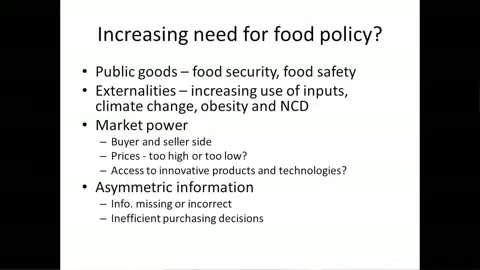 Increasing need for food policy?
• Public goods – food security, food safety
• Externalities – increasing use of inputs,
climate change, obesity and NCD
• Market power
– Buyer and seller side
– Prices - too high or too low?
– Access to innovative products and technologies?
• Asymmetric information
– Info. missing or incorrect
– Inefficient purchasing decisions